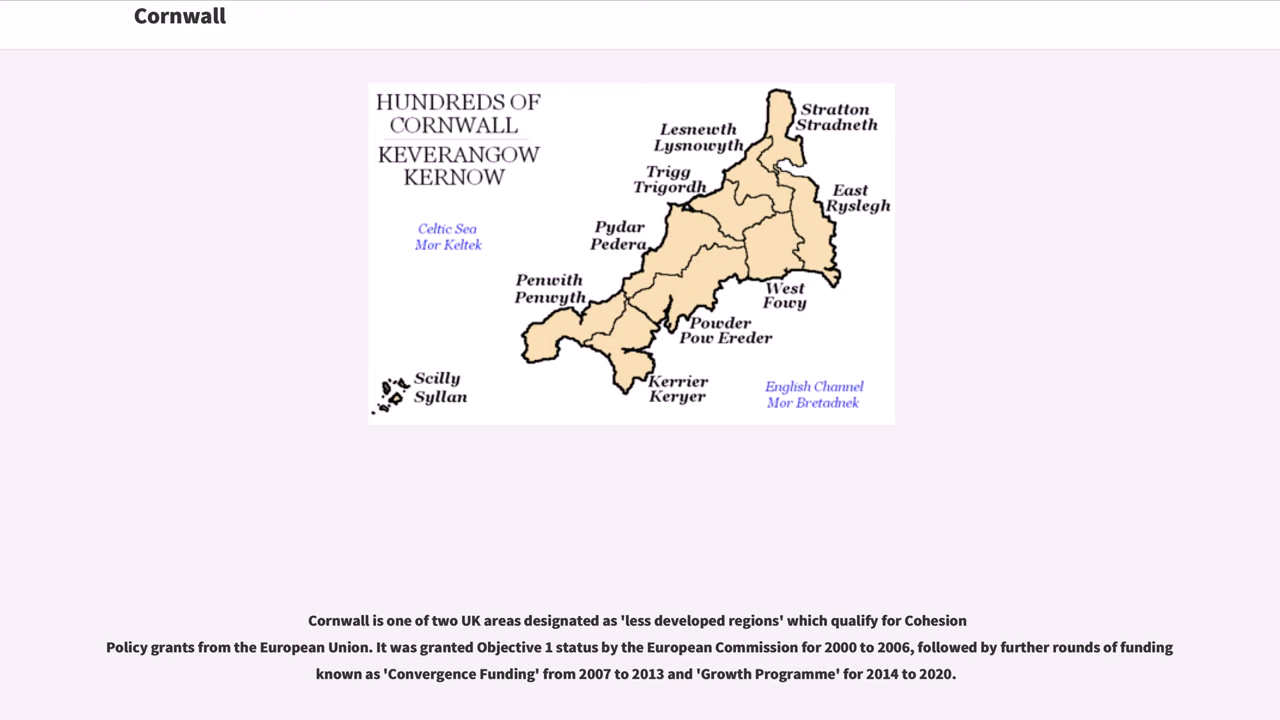 Cornwall
HUNDREDS OF
CORNWALL
KEVERANGOW
KERNOW
Stratton
Stradneth
Lesnewth
Lysnowyth
Trigg
Trigordh
East
Ryslegh
Celtic Sea
Mor Keltek
Pydar
Pedera
Penwith
Penwyth
West
Fowy
Powder
Pow Ereder
Scilly
Syllan
Kerrier
Keryer
English Channel
Mor Bretadnek
Cornwall is one of two UK areas designated as 'less developed regions' which qualify for Cohesion
Policy grants from the European Union. It was granted Objective 1 status by the European Commission for 2000 to 2006, followed by further rounds of funding
known as 'Convergence Funding' from 2007 to 2013 and 'Growth Programme' for 2014 to 2020.